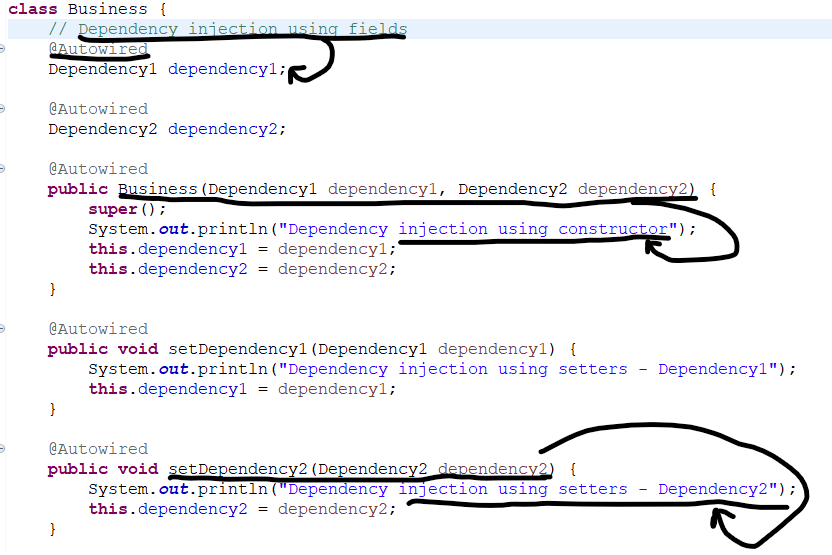 class Business {
// Dependency injection using fields
@Autowired
Dependency1 dependency1;
@Autowired
Dependency2 dependency2;
@Autowired
public Business(Dependency1 dependency1, Dependency2 dependency2) {
super();
System.out.println("Dependency injection using constructor");
this.dependency1 = dependency1;
this.dependency2 = dependency2;
}
@Autowired
public void setDependency1(Dependency1 dependency1) {
System.out.println("Dependency injection using setters - Dependency1");
this.dependency1 = dependency1;
}
@Autowired
public void setDependency2(Dependency2 dependency2) {
System.out.println("Dependency injection using setters - Dependency2");
this.dependency2 = dependency2;
}